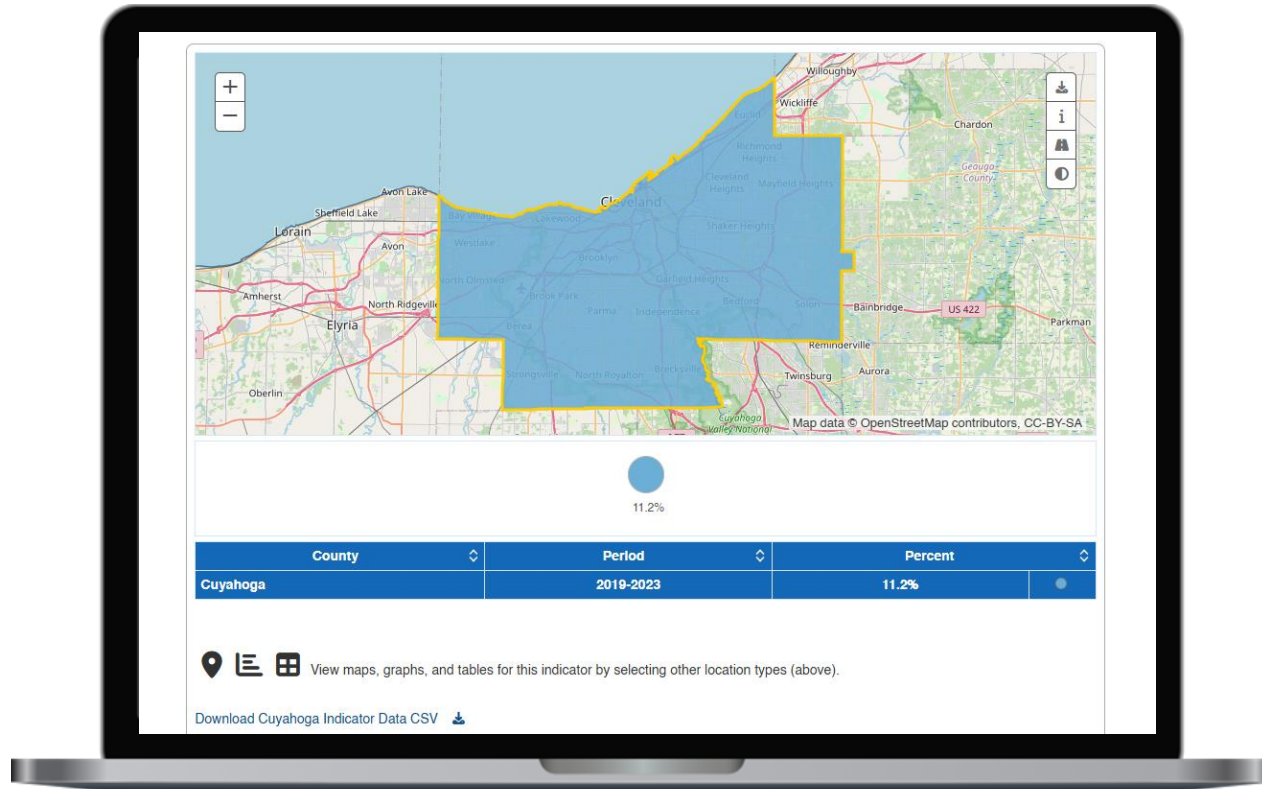 +
−
Willoughby
Wickliffe
Chardon
i
Euclid
Richmond
Heights
Geauga
County
Cleveland
Heights
Mayfield Heights
Avon Lake
Cleveland
Sheffield Lake
Bay Village
Lakewood
Lorain
Shaker Heights
Avon
Westlake
Brooklyn
North Olmsted
Garfield Heights
Amherst
North Ridgeville
Brook Park
Bedford
Solon
Bainbridge
US 422
Parma
Independence
Elyria
Berea
Parkman
Reminderville
Strongsville
North Royalton
Brecksville
Twinsburg
Aurora
Oberlin
Cuyahoga
Valley National
Map data © OpenStreetMap contributors, CC-BY-SA
11.2%
County Period Percent
Cuyahoga 2019-2023 11.2%
View maps, graphs, and tables for this indicator by selecting other location types (above).
Download Cuyahoga Indicator Data CSV